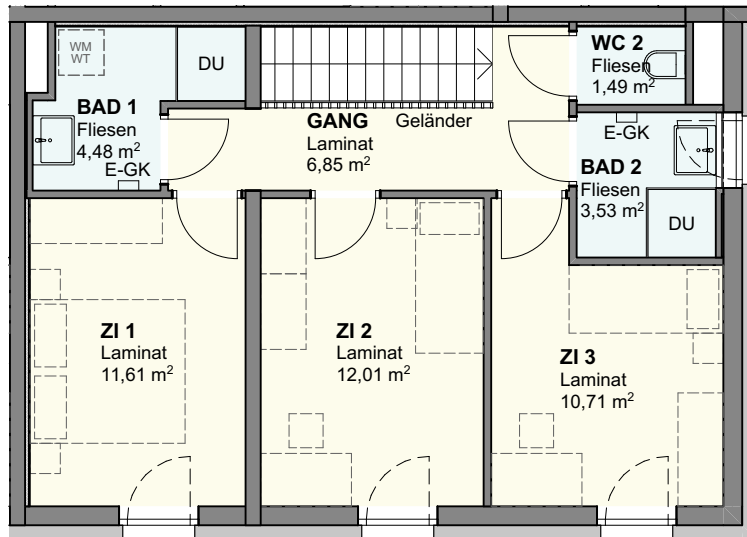 WM
WT
DU
BAD 1
Fliesen
4,48 m²
E-GK
GANG
Laminat
6,85 m²
Geländer
WC 2
Fliesen
1,49 m²
E-GK
BAD 2
Fliesen
3,53 m²
DU
ZI 1
Laminat
11,61 m²
ZI 2
Laminat
12,01 m²
ZI 3
Laminat
10,71 m²